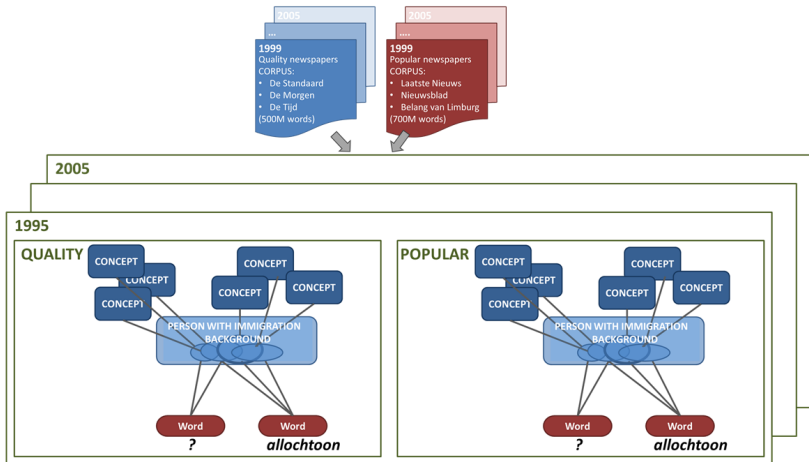 2005
....
1999
Quality newspapers
CORPUS:
• De Standaard
• De Morgen
• De Tijd
(500M words)
2005
....
1999
Popular newspapers
CORPUS:
• Laatste Nieuws
• Nieuwsblad
• Belang van Limburg
(700M words)
2005
1995
QUALITY
CONCEPT
CONCEPT
CONCEPT
CONCEPT
CONCEPT
CONCEPT
PERSON WITH IMMIGRATION
BACKGROUND
Word
?
Word
allochtoon
POPULAR
CONCEPT
CONCEPT
CONCEPT
CONCEPT
CONCEPT
CONCEPT
PERSON WITH IMMIGRATION
BACKGROUND
Word
?
Word
allochtoon